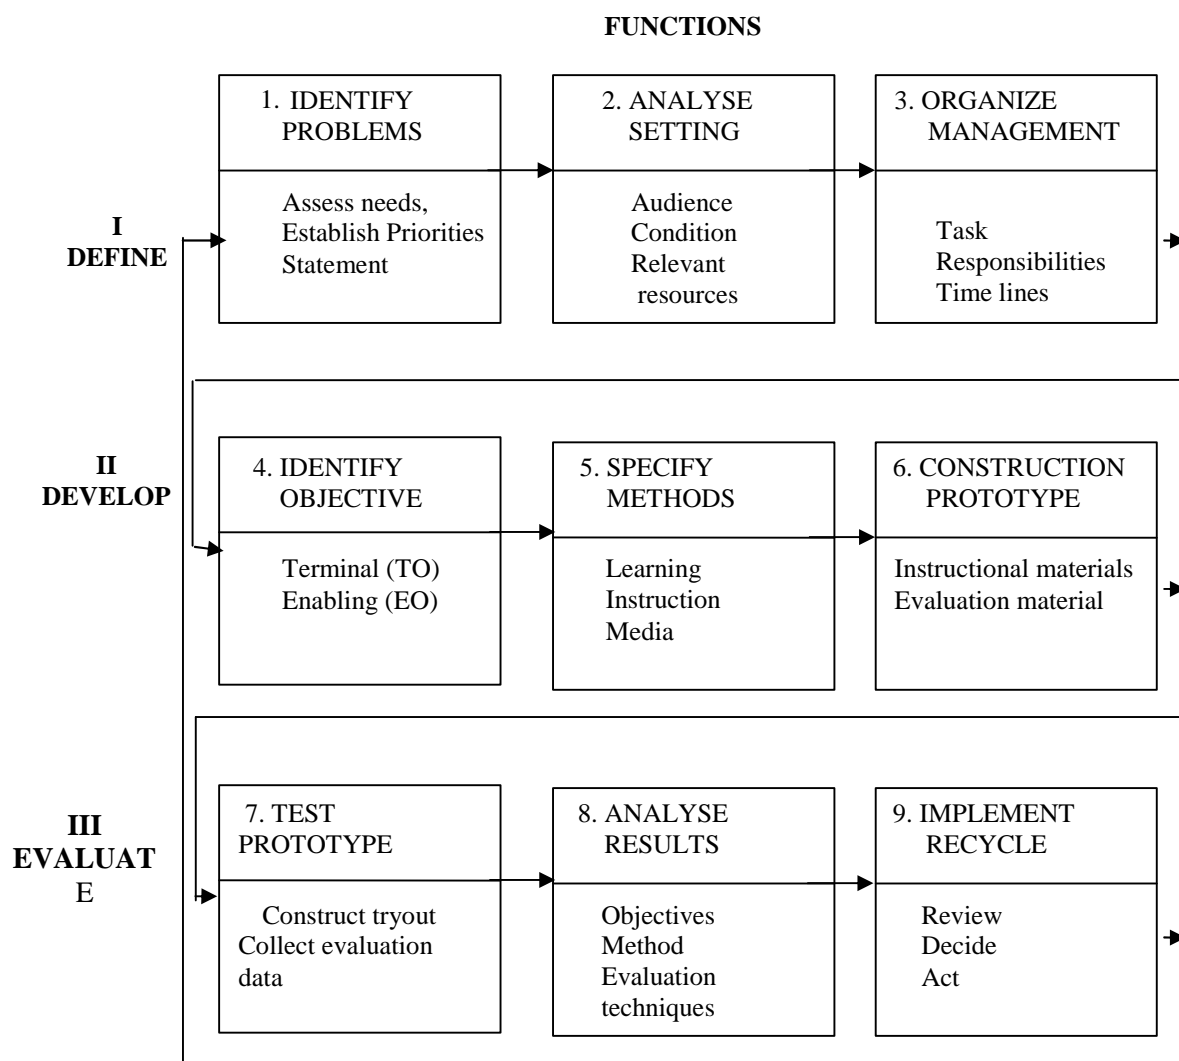 FUNCTIONS
I
DEFINE
1. IDENTIFY
PROBLEMS
Assess needs,
Establish Priorities
Statement
2. ANALYSE
SETTING
Audience
Condition
Relevant
resources
3. ORGANIZE
MANAGEMENT
Task
Responsibilities
Time lines
II
DEVELOP
4. IDENTIFY
OBJECTIVE
Terminal (TO)
Enabling (EO)
5. SPECIFY
METHODS
Learning
Instruction
Media
6. CONSTRUCTION
PROTOTYPE
Instructional materials
Evaluation material
III
EVALUAT
E
7. TEST
PROTOTYPE
Construct tryout
Collect evaluation
data
8. ANALYSE
RESULTS
Objectives
Method
Evaluation
techniques
9. IMPLEMENT
RECYCLE
Review
Decide
Act